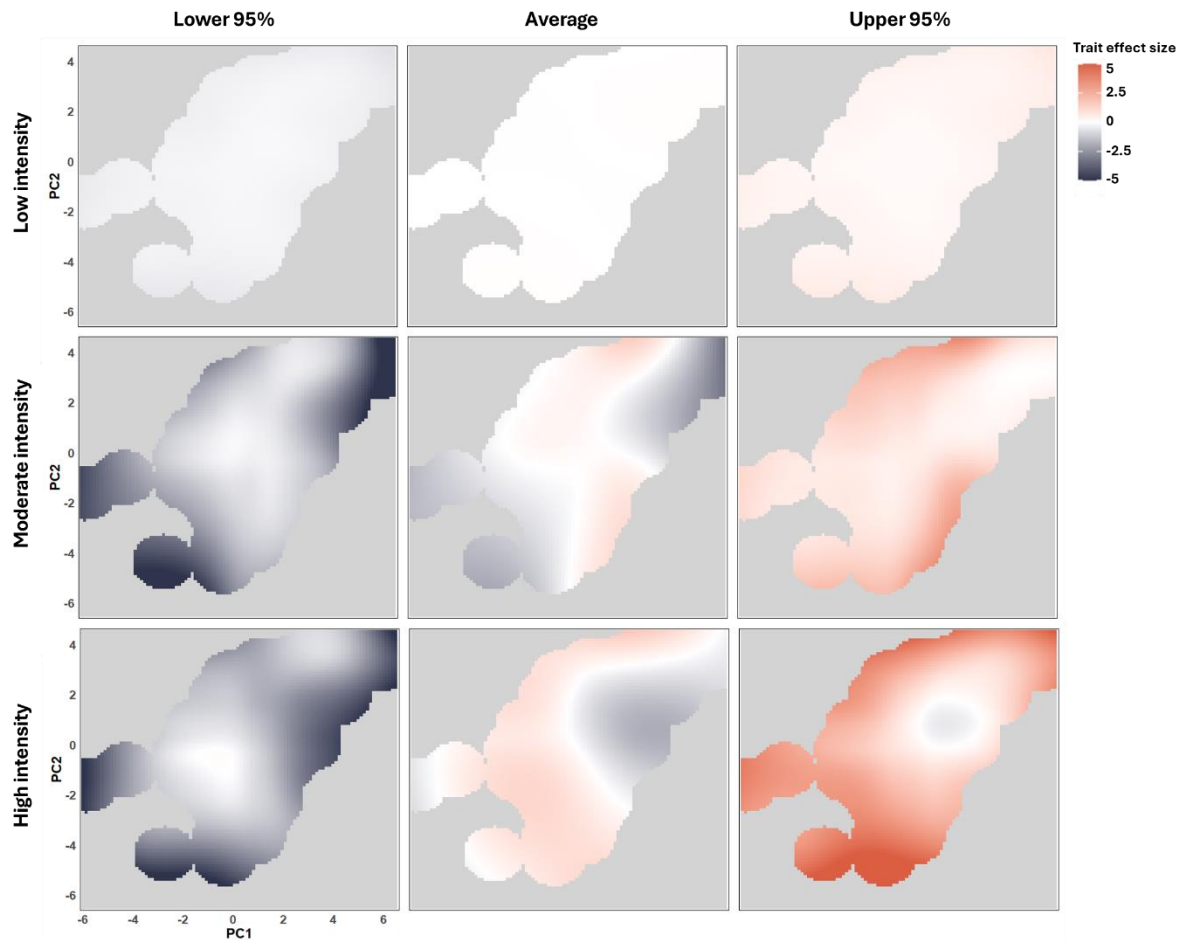 Lower 95%
Average
Upper 95%
Trait effect size
5
2.5
0
-2.5
-5
Low intensity
PC2
4
2
0
-2
-4
-6
Moderate intensity
PC2
4
2
0
-2
-4
-6
High intensity
PC2
4
2
0
-2
-4
-6
-6 -4 -2 0 2 4 6
PC1